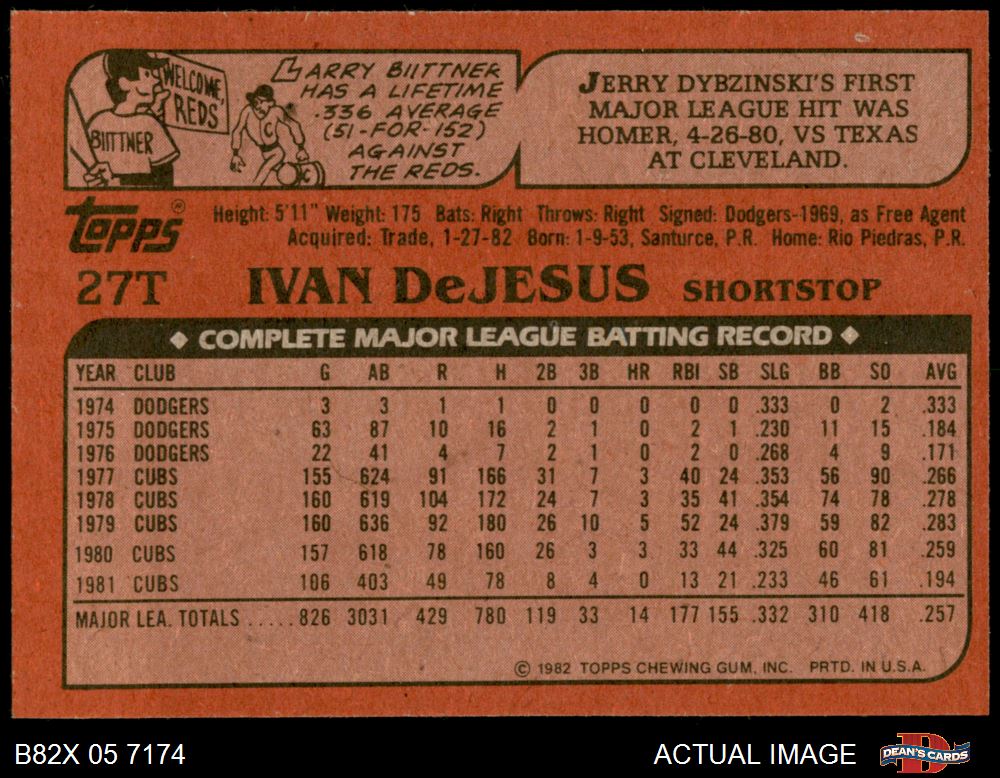 WELCOME,
REDS
BIITTNER
LARRY BIITTNER
HAS A LIFETIME
.336 AVERAGE
(51-FOR-152)
AGAINST
THE REDS.
C
JERRY DYBZINSKI'S FIRST
MAJOR LEAGUE HIT WAS
HOMER, 4-26-80, VS TEXAS
AT CLEVELAND.
Topps®
Height: 5'11" Weight: 175 Bats: Right Throws: Right Signed: Dodgers-1969, as Free Agent
Acquired: Trade, 1-27-82 Born: 1-9-53, Santurce, P.R. Home: Rio Piedras, P.R.
27T IVAN DeJESUS SHORTSTOP
COMPLETE MAJOR LEAGUE BATTING RECORD
YEAR CLUB G AB R H 2B 3B HR RBI SB SLG BB SO AVG
1974 DODGERS 3 3 1 1 0 0 0 0 0 .333 0 2 .333
1975 DODGERS 63 87 10 16 2 1 0 2 1 .230 11 15 .184
1976 DODGERS 22 41 4 7 2 1 0 2 0 .268 4 9 .171
1977 CUBS 155 624 91 166 31 7 3 40 24 .353 56 90 .266
1978 CUBS 160 619 104 172 24 7 3 35 41 .354 74 78 .278
1979 CUBS 160 636 92 180 26 10 5 52 24 .379 59 82 .283
1980 CUBS 157 618 78 160 26 3 3 33 44 .325 60 81 .259
1981 CUBS 106 403 49 78 8 4 0 13 21 .233 46 61 .194
MAJOR LEA. TOTALS ..... 826 3031 429 780 119 33 14 177 155 .332 310 418 .257
© 1982 TOPPS CHEWING GUM, INC. PRTD. IN U.S.A.
B82X 05 7174 ACTUAL IMAGE
DEAN'S CARDS